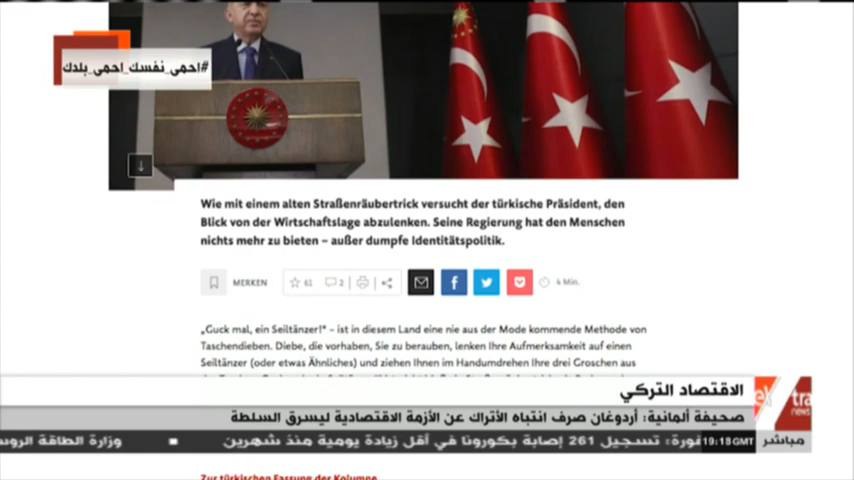 #احمى_نفسك_احمى_بلدك
Wie mit einem alten Straßenräubertrick versucht der türkische Präsident, den
Blick von der Wirtschaftslage abzulenken. Seine Regierung hat den Menschen
nichts mehr zu bieten – außer dumpfe Identitätspolitik.
MERKEN
61
2
4 Min.
„Guck mal, ein Seiltänzer!“ – ist in diesem Land eine nie aus der Mode kommende Methode von
Taschendieben. Diebe, die vorhaben, Sie zu berauben, lenken Ihre Aufmerksamkeit auf einen
Seiltänzer (oder etwas Ähnliches) und ziehen Ihnen im Handumdrehen Ihre drei Groschen aus
الاقتصاد التركي
صحيفة ألمانية: أردوغان صرف انتباه الأتراك عن الأزمة الاقتصادية ليسرق السلطة
extra
news
مباشر
19:18 GMT
فورة: تسجيل 261 إصابة بكورونا في أقل زيادة يومية منذ شهرين ■ وزارة الطاقة الروس
Zur türkischen Fassung der Kolumne